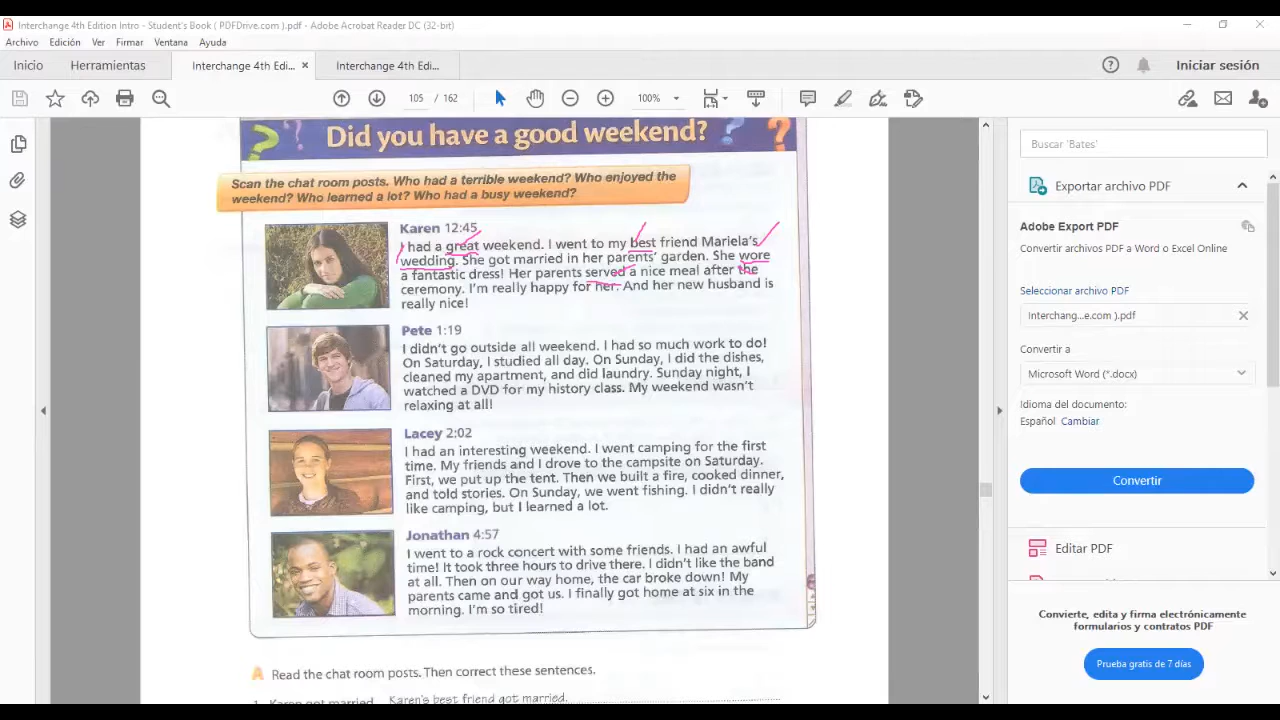 Interchange 4th Edition Intro - Student's Book ( PDFDrive.com ).pdf - Adobe Acrobat Reader DC (32-bit)
Archivo Edición Ver Firmar Ventana Ayuda
Inicio Herramientas Interchange 4th Edi... × Interchange 4th Edi... Iniciar sesión
105 / 162 100%
Did you have a good weekend?
Scan the chat room posts. Who had a terrible weekend? Who enjoyed the
weekend? Who learned a lot? Who had a busy weekend?
Karen 12:45
I had a great weekend. I went to my best friend Mariela's
wedding. She got married in her parents' garden. She wore
a fantastic dress! Her parents served a nice meal after the
ceremony. I'm really happy for her. And her new husband is
really nice!
Pete 1:19
I didn't go outside all weekend. I had so much work to do!
On Saturday, I studied all day. On Sunday, I did the dishes,
cleaned my apartment, and did laundry. Sunday night, I
watched a DVD for my history class. My weekend wasn't
relaxing at all!
Lacey 2:02
I had an interesting weekend. I went camping for the first
time. My friends and I drove to the campsite on Saturday.
First, we put up the tent. Then we built a fire, cooked dinner,
and told stories. On Sunday, we went fishing. I didn't really
like camping, but I learned a lot.
Jonathan 4:57
I went to a rock concert with some friends. I had an awful
time! It took three hours to drive there. I didn't like the band
at all. Then on our way home, the car broke down! My
parents came and got us. I finally got home at six in the
morning. I'm so tired!
A Read the chat room posts. Then correct these sentences.
1. Karen got married. Karen's best friend got married.
Buscar 'Bates'
Exportar archivo PDF
Adobe Export PDF
Convertir archivos PDF a Word o Excel Online
Seleccionar archivo PDF
Interchang...e.com ).pdf
Convertir a
Microsoft Word (*.docx)
Idioma del documento:
Español Cambiar
Convertir
Editar PDF
Convierte, edita y firma electrónicamente
formularios y contratos PDF
Prueba gratis de 7 días